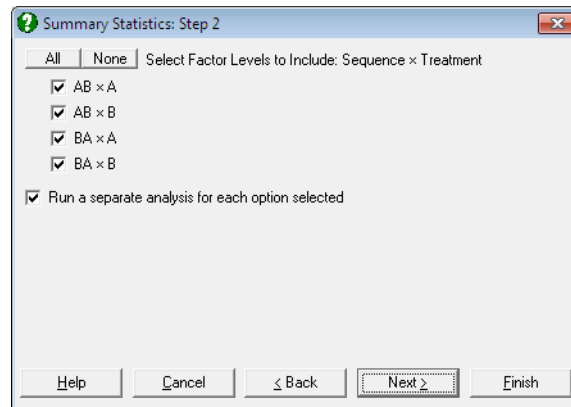 Summary Statistics: Step 2
All None Select Factor Levels to Include: Sequence × Treatment
AB × A
AB × B
BA × A
BA × B
Run a separate analysis for each option selected
Help Cancel < Back Next > Finish